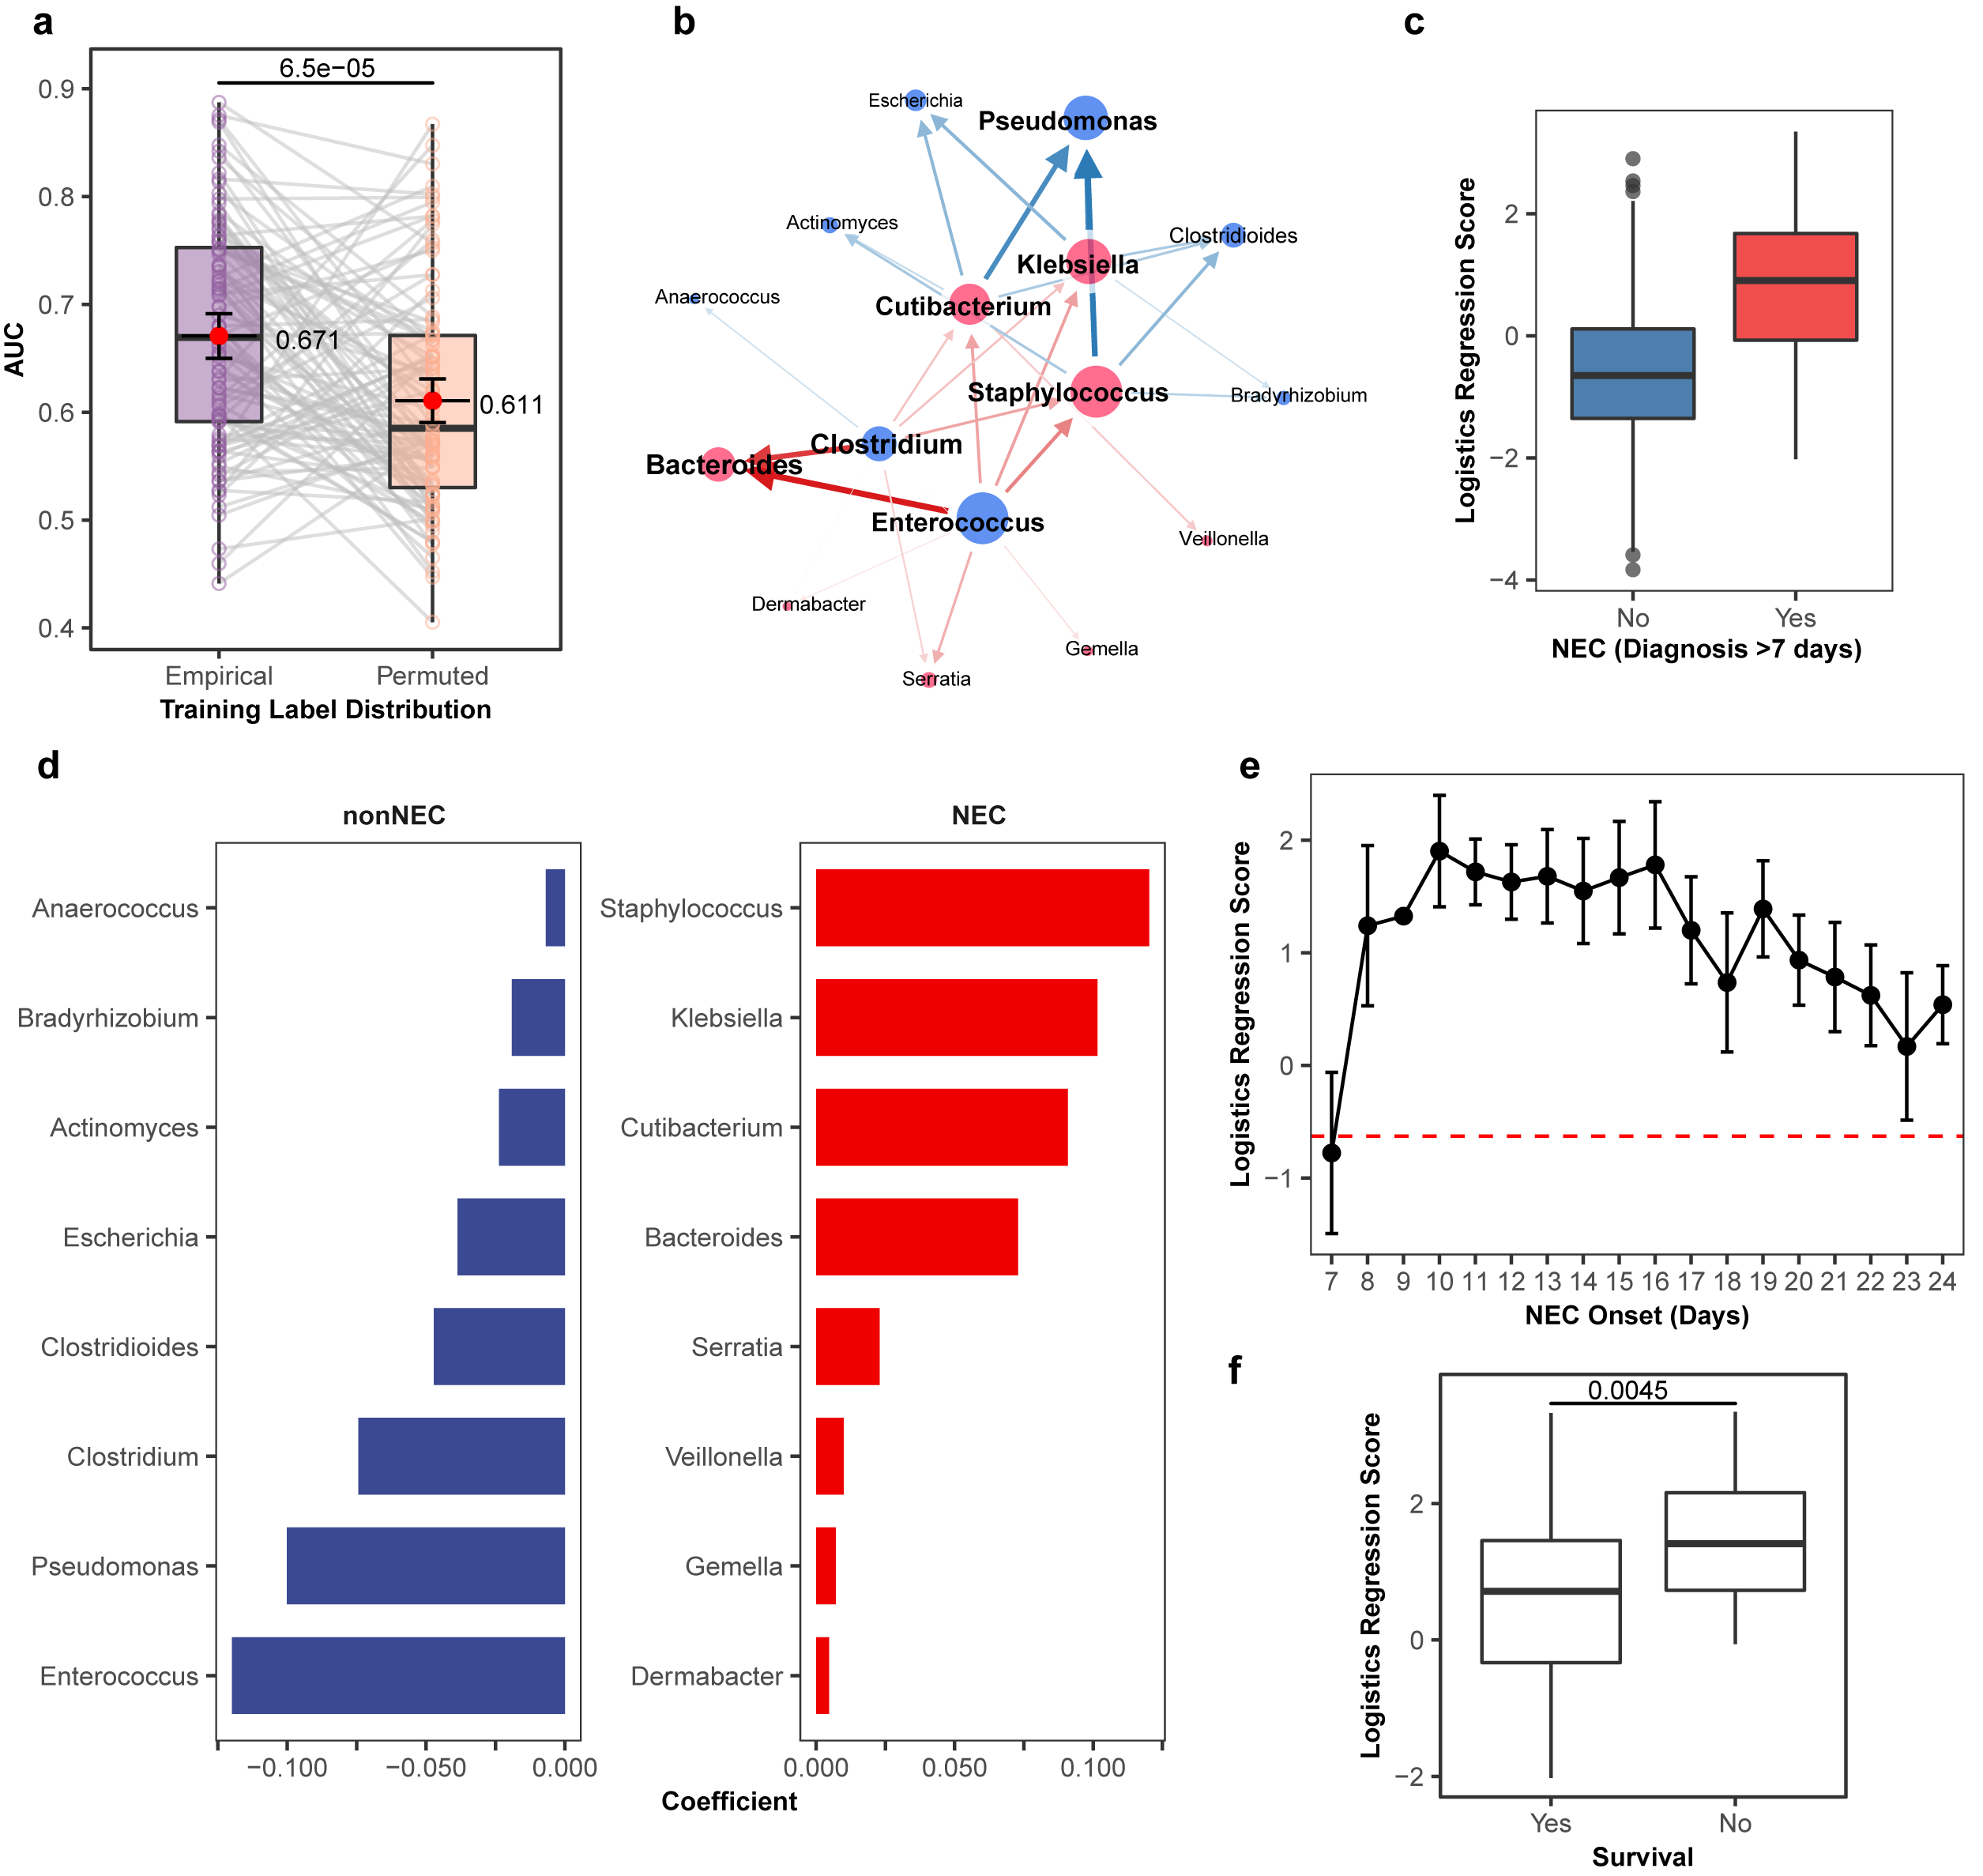 a
6.5e−05
0.9
0.8
0.7
0.6
0.5
0.4
AUC
0.671
0.611
Empirical
Permuted
Training Label Distribution
b
Escherichia
Pseudomonas
Actinomyces
Clostridioides
Klebsiella
Anaerococcus
Cutibacterium
Staphylococcus
Bradyrhizobium
Clostridium
Bacteroides
Enterococcus
Veillonella
Dermabacter
Gemella
Serratia
c
Logistics Regression Score
2
0
−2
−4
No
Yes
NEC (Diagnosis >7 days)
d
nonNEC
Anaerococcus
Bradyrhizobium
Actinomyces
Escherichia
Clostridioides
Clostridium
Pseudomonas
Enterococcus
−0.100
−0.050
0.000
NEC
Staphylococcus
Klebsiella
Cutibacterium
Bacteroides
Serratia
Veillonella
Gemella
Dermabacter
0.000
0.050
0.100
Coefficient
e
Logistics Regression Score
2
1
0
−1
7 8 9 10 11 12 13 14 15 16 17 18 19 20 21 22 23 24
NEC Onset (Days)
f
0.0045
Logistics Regression Score
2
0
−2
Yes
No
Survival